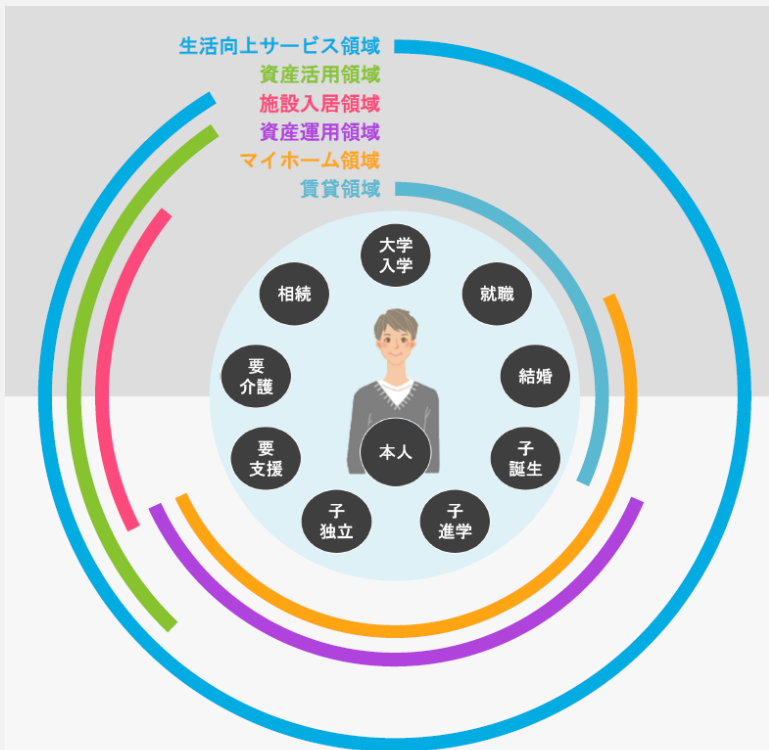 生活向上サービス領域
資産活用領域
施設入居領域
資産運用領域
マイホーム領域
賃貸領域
大学
入学
就職
結婚
子
誕生
子
進学
子
独立
要
支援
要
介護
相続
本人